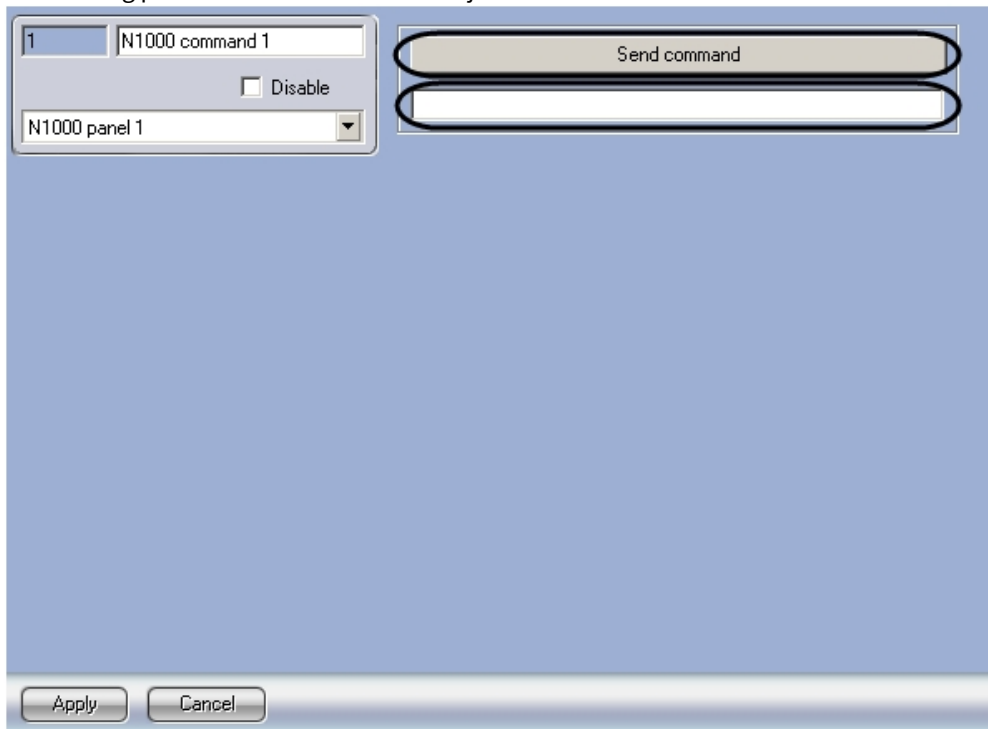 1
N1000 command 1
Disable
N1000 panel 1
Send command
Apply
Cancel